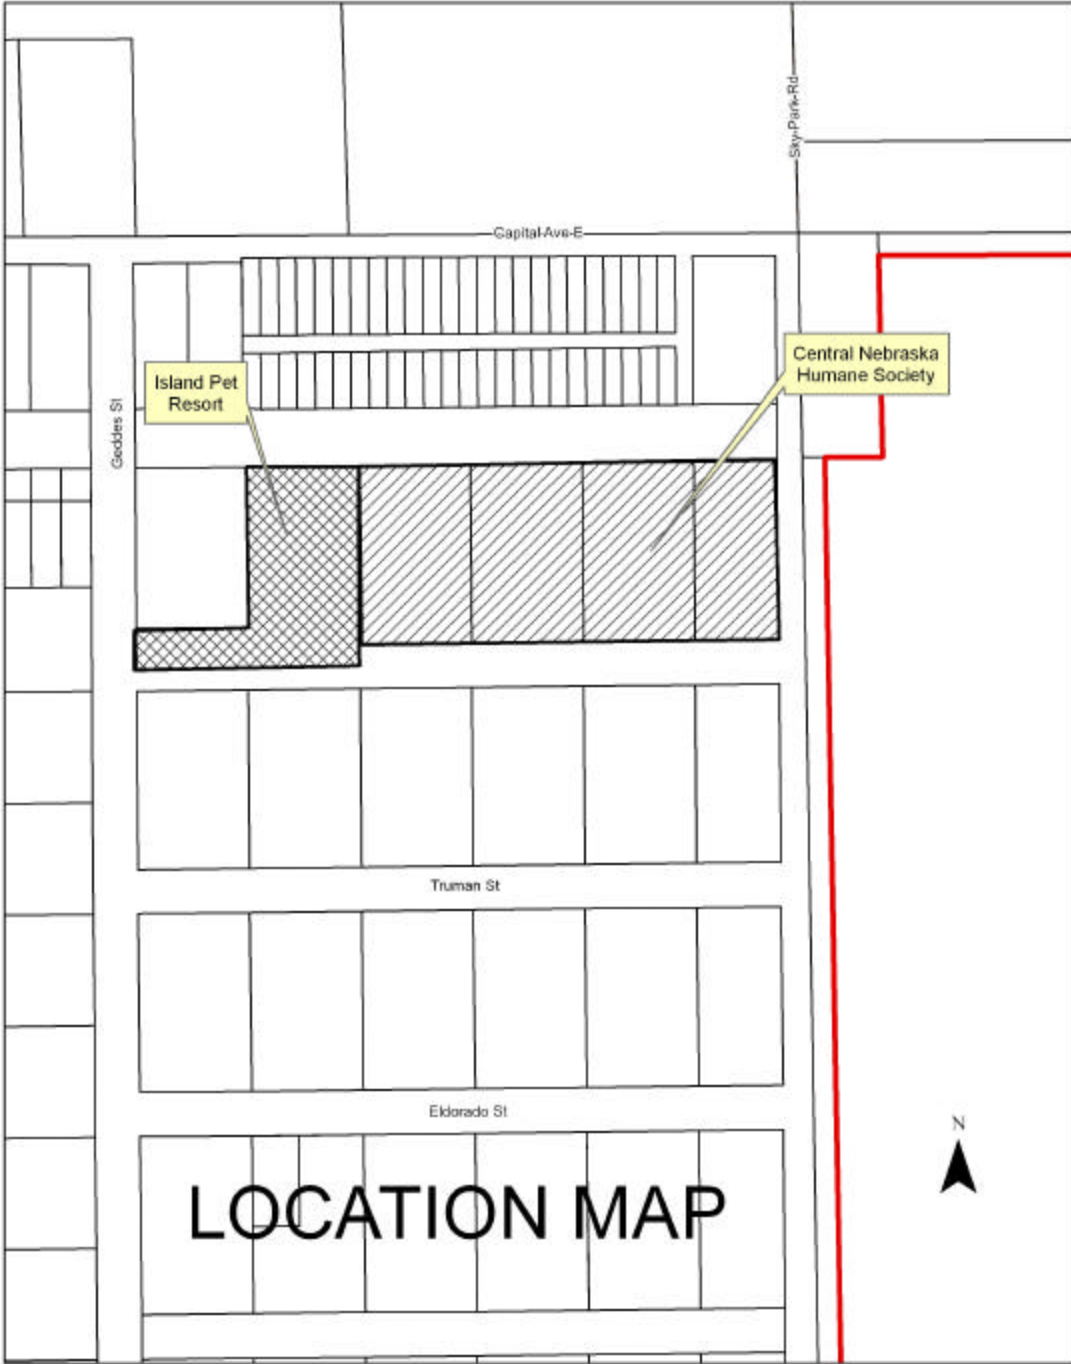 Sky-Park-Rd
Capital-Ave-E
Central Nebraska
Humane Society
Island Pet
Resort
Geddes St
Truman St
Eldorado St
N
LOCATION MAP